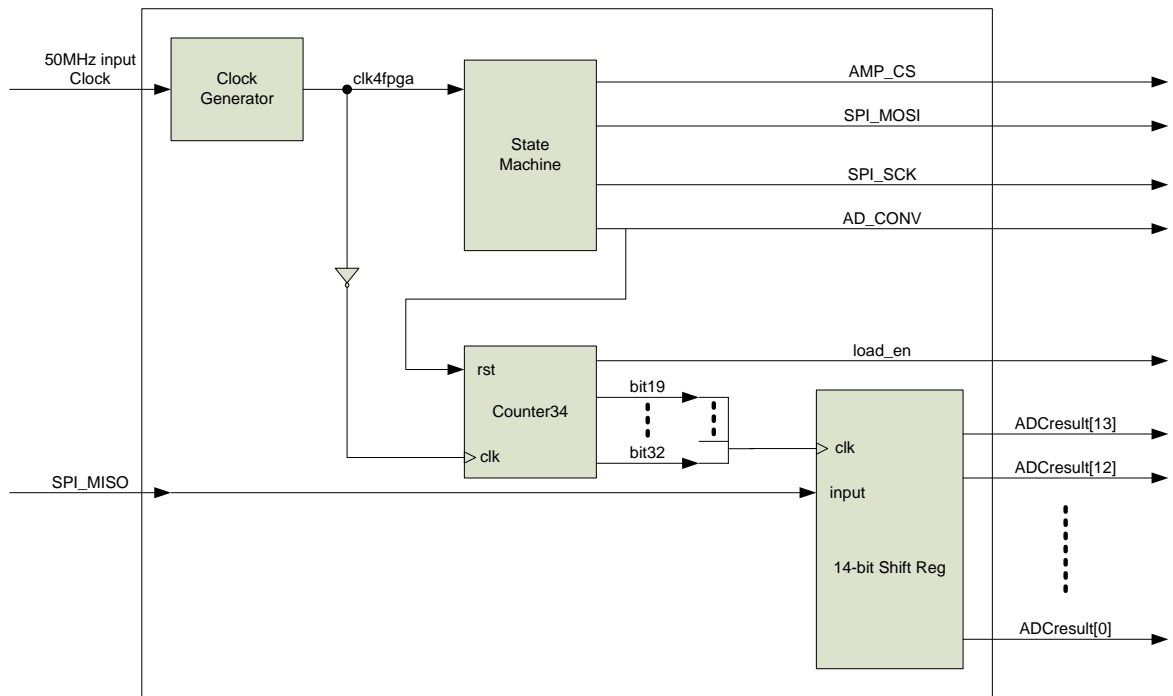 50MHz input
Clock
Clock
Generator
clk4fpga
State
Machine
AMP_CS
SPI_MOSI
SPI_SCK
AD_CONV
rst
Counter34
clk
load_en
bit19
bit32
SPI_MISO
clk
input
14-bit Shift Reg
ADCresult[13]
ADCresult[12]
ADCresult[0]